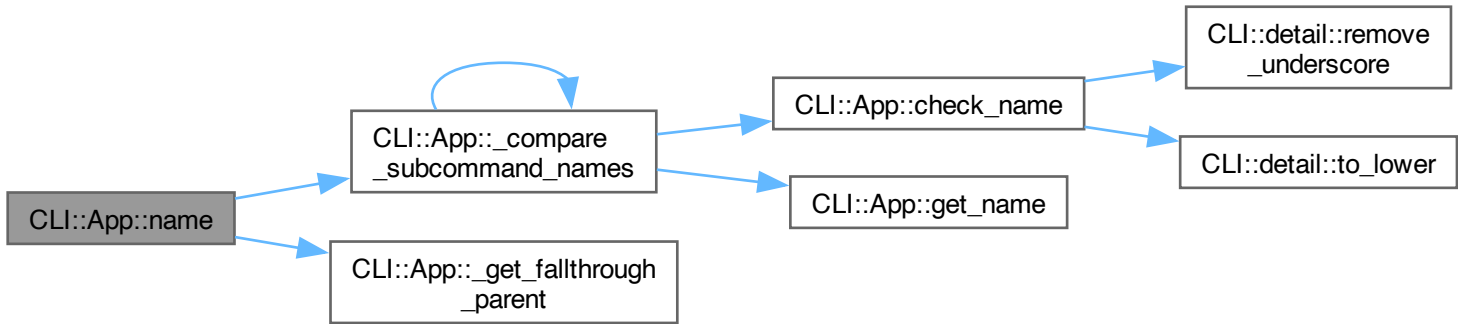 CLI::App::name
CLI::App::_compare
_subcommand_names
CLI::App::_get_fallthrough
_parent
CLI::App::check_name
CLI::App::get_name
CLI::detail::remove
_underscore
CLI::detail::to_lower